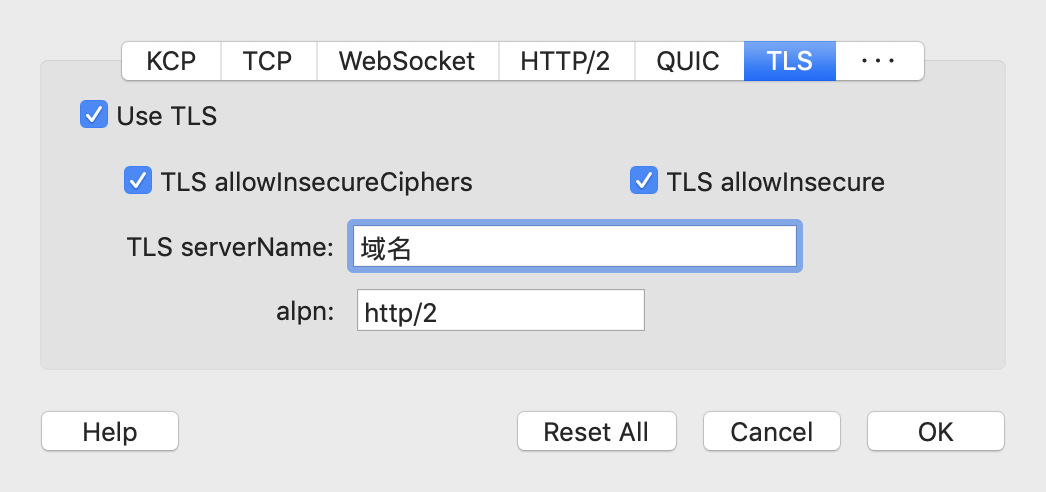 KCP TCP WebSocket HTTP/2 QUIC TLS ···
Use TLS
TLS allowInsecureCiphers TLS allowInsecure
TLS serverName: 域名
alpn: http/2
Help Reset All Cancel OK